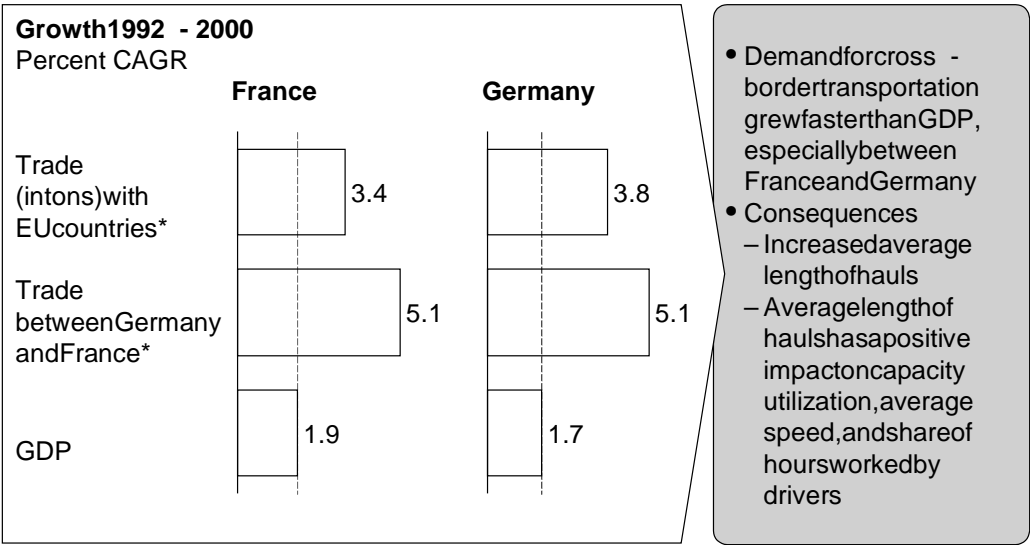 Growth1992 - 2000
Percent CAGR
France
Germany
Trade
(intons)with
EUcountries*
3.4
3.8
Trade
betweenGermany
andFrance*
5.1
5.1
GDP
1.9
1.7
• Demandforcross -
bordertransportation
grewfasterthanGDP,
especiallybetween
FranceandGermany
• Consequences
– Increasedaverage
lengthofhauls
– Averagelengthof
haulshasapositive
impactoncapacity
utilization,average
speed,andshareof
hoursworkedby
drivers